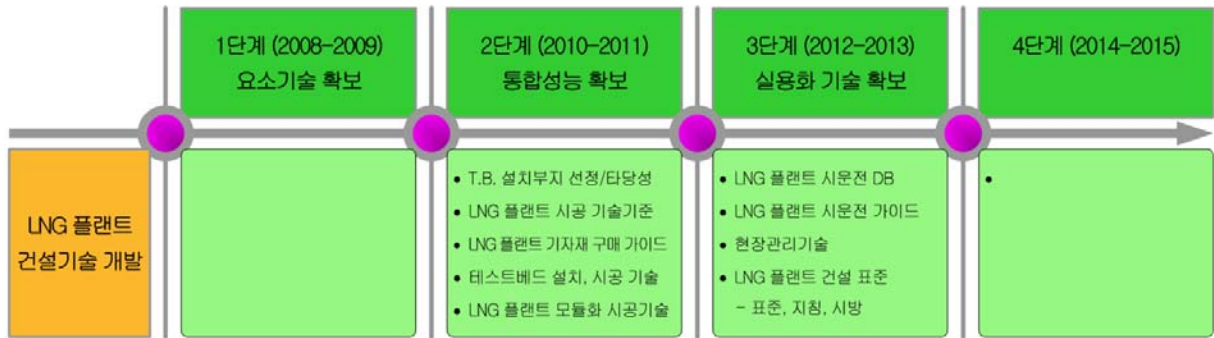 1단계 (2008-2009)
요소기술 확보
2단계 (2010-2011)
통합성능 확보
3단계 (2012-2013)
실용화 기술 확보
4단계 (2014-2015)
LNG 플랜트
건설기술 개발
• T.B. 설치부지 선정/타당성
• LNG 플랜트 시공 기술기준
• LNG 플랜트 기자재 구매 가이드
• 테스트베드 설치, 시공 기술
• LNG 플랜트 모듈화 시공기술
• LNG 플랜트 시운전 DB
• LNG 플랜트 시운전 가이드
• 현장관리기술
• LNG 플랜트 건설 표준
- 표준, 지침, 시방
•